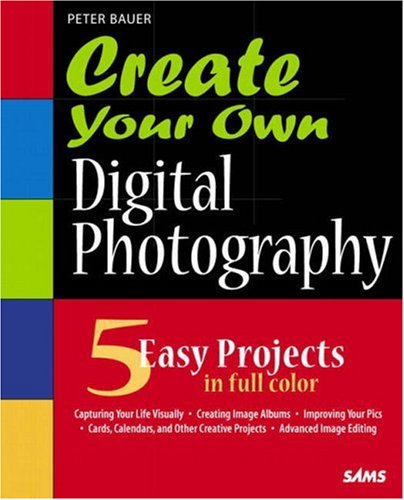 PETER BAUER
Create
Your Own
Digital
Photography
5 Easy Projects
in full color
Capturing Your Life Visually • Creating Image Albums • Improving Your Pics
• Cards, Calendars, and Other Creative Projects • Advanced Image Editing
SAMS